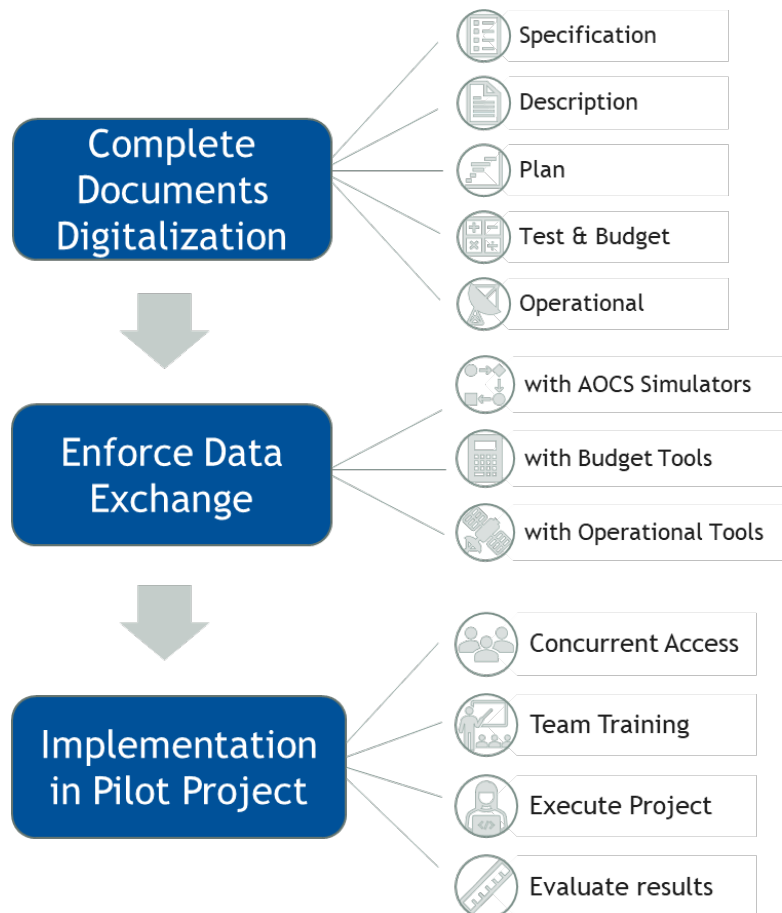 Complete
Documents
Digitalization
Specification
Description
Plan
Test & Budget
Operational
Enforce Data
Exchange
with AOCS Simulators
with Budget Tools
with Operational Tools
Implementation
in Pilot Project
Concurrent Access
Team Training
Execute Project
Evaluate results